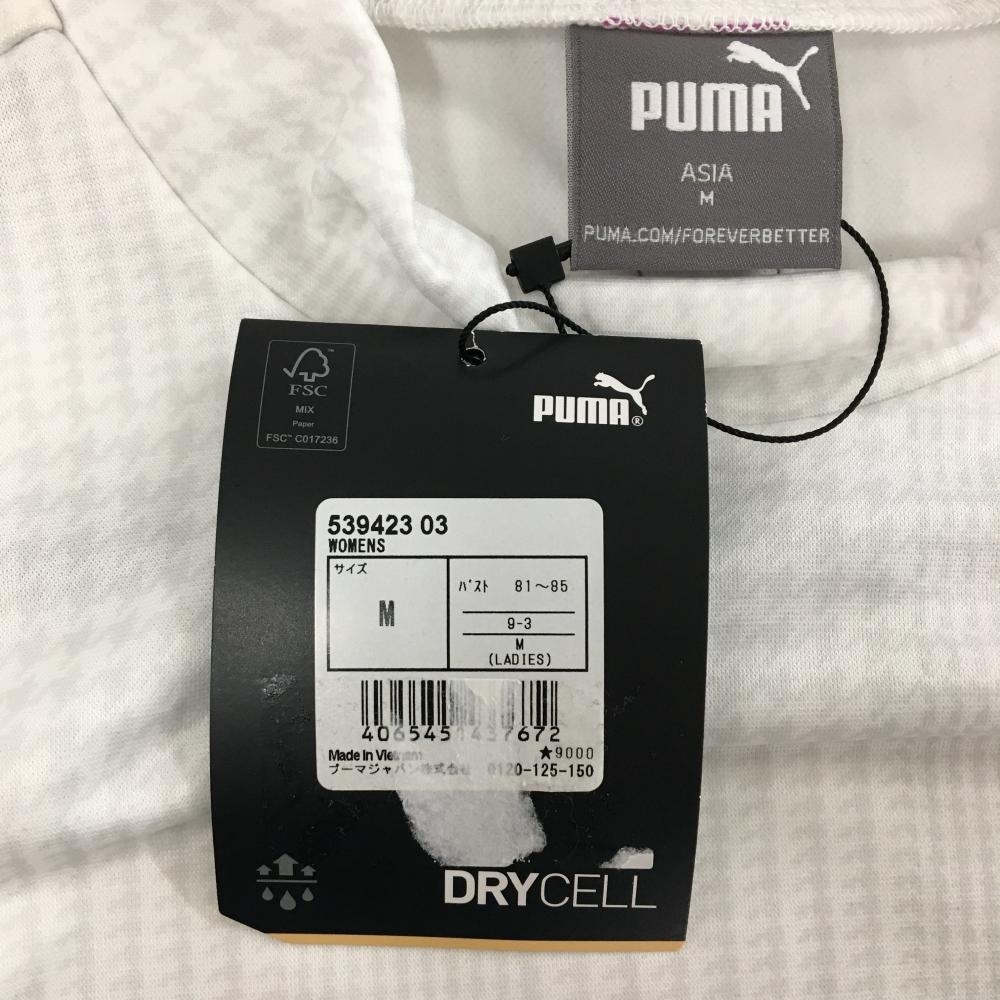 PUMA
ASIA
M
PUMA.COM/FOREVERBETTER
FSC™
MIX
Paper
FSC™ C017236
PUMA®
539423 03
WOMENS
サイズ
M
バスト 81~85
9-3
M
(LADIES)
Made In Vietnam
★9000
プーマジャパン株式会社 0120-125-150
DRYCELL